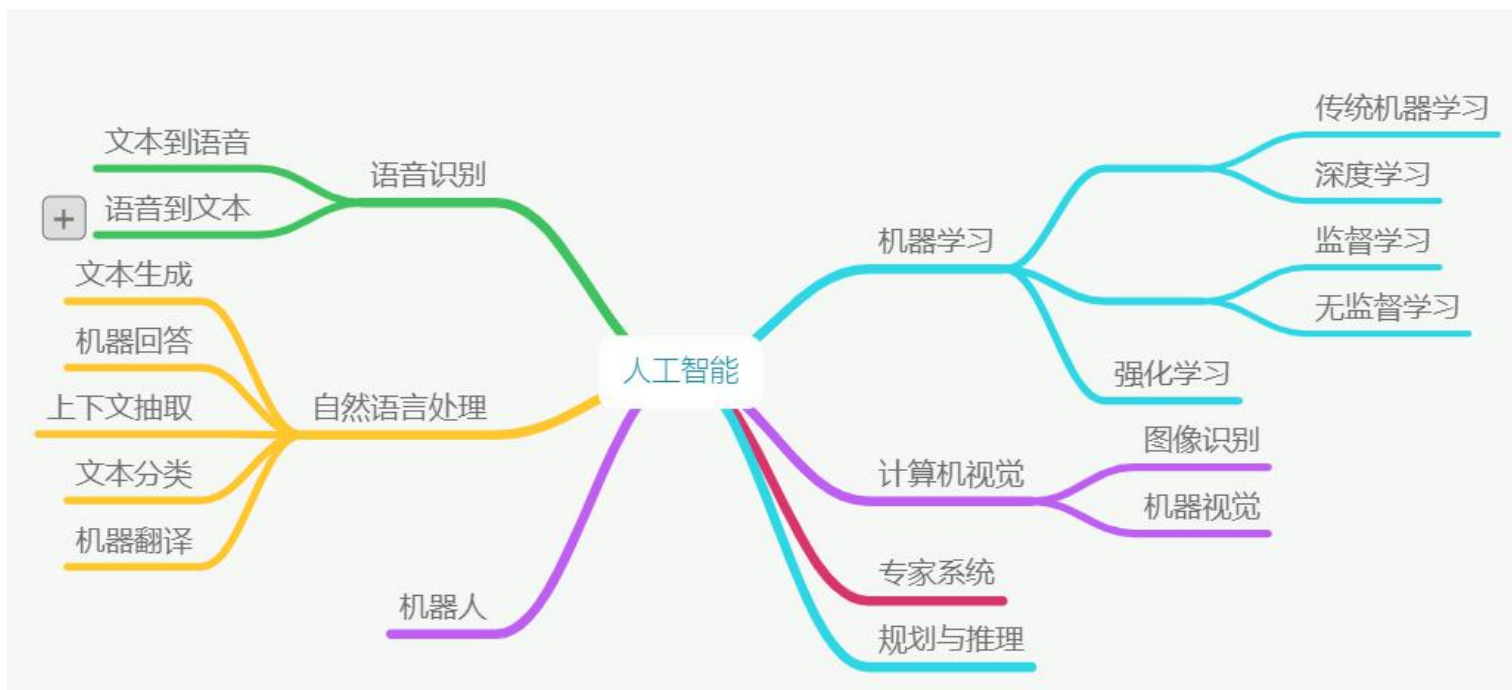 文本到语音
语音到文本
语音识别
文本生成
机器回答
上下文抽取
文本分类
机器翻译
自然语言处理
机器人
人工智能
机器学习
传统机器学习
深度学习
监督学习
无监督学习
强化学习
计算机视觉
图像识别
机器视觉
专家系统
规划与推理